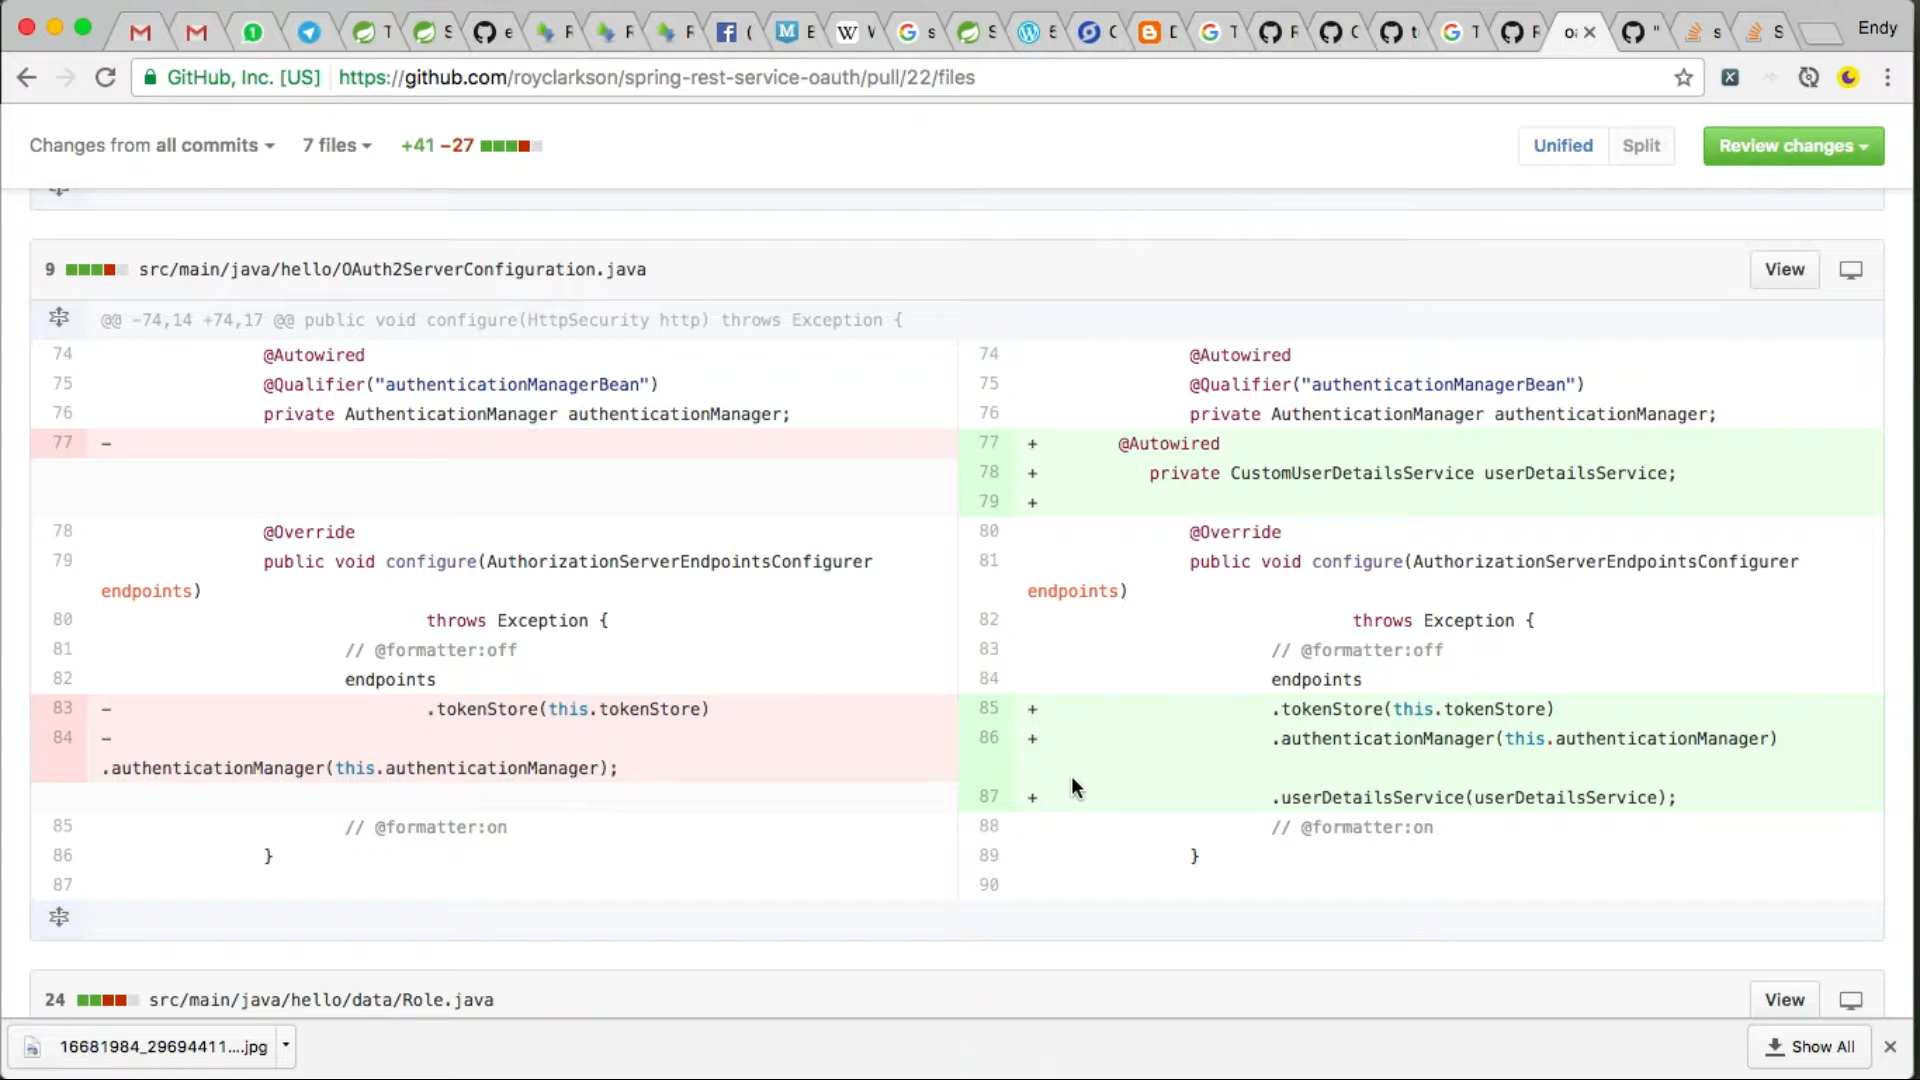 1
T
S
e
F
F
F
(
E
W
s
S
E
C
D
T
F
C
t
T
F
o
"
s
S
Endy
GitHub, Inc. [US] https://github.com/royclarkson/spring-rest-service-oauth/pull/22/files
Changes from all commits 7 files +41 −27 Unified Split Review changes
9 src/main/java/hello/OAuth2ServerConfiguration.java View
@@ -74,14 +74,17 @@ public void configure(HttpSecurity http) throws Exception {
74 @Autowired 74 @Autowired
75 @Qualifier("authenticationManagerBean") 75 @Qualifier("authenticationManagerBean")
76 private AuthenticationManager authenticationManager; 76 private AuthenticationManager authenticationManager;
77 - 77 + @Autowired
78 + private CustomUserDetailsService userDetailsService;
79 +
78 @Override 80 @Override
79 public void configure(AuthorizationServerEndpointsConfigurer 81 public void configure(AuthorizationServerEndpointsConfigurer
endpoints) endpoints)
80 throws Exception { 82 throws Exception {
81 // @formatter:off 83 // @formatter:off
82 endpoints 84 endpoints
83 - .tokenStore(this.tokenStore) 85 + .tokenStore(this.tokenStore)
84 - 86 + .authenticationManager(this.authenticationManager)
.authenticationManager(this.authenticationManager);
87 + .userDetailsService(userDetailsService);
85 // @formatter:on 88 // @formatter:on
86 } 89 }
87 90
24 src/main/java/hello/data/Role.java View
16681984_29694411....jpg Show All